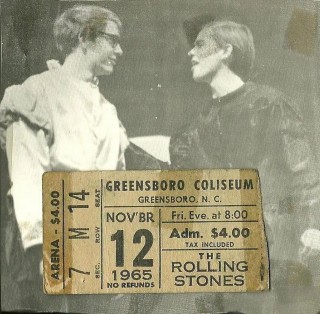 ARENA - $4.00
7 M 14
SEC. ROW SEAT
GREENSBORO COLISEUM
GREENSBORO, N. C.
NOV'BR
12
1965
NO REFUNDS
Fri. Eve. at 8:00
Adm. $4.00
TAX INCLUDED
THE
ROLLING
STONES